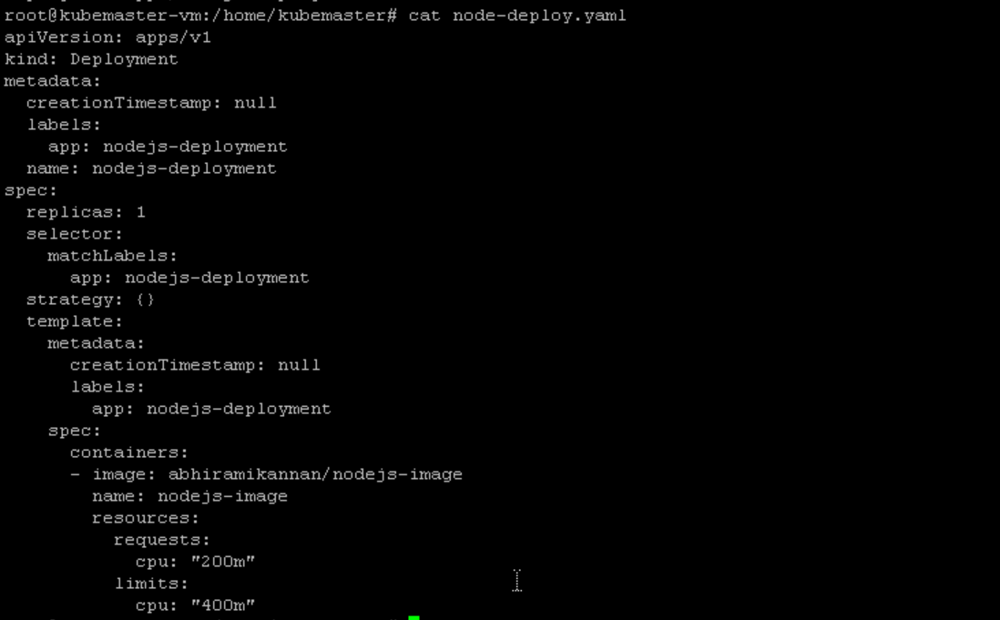 root@kubemaster-vm:/home/kubemaster# cat node-deploy.yaml
apiVersion: apps/v1
kind: Deployment
metadata:
  creationTimestamp: null
  labels:
    app: nodejs-deployment
  name: nodejs-deployment
spec:
  replicas: 1
  selector:
    matchLabels:
      app: nodejs-deployment
  strategy: {}
  template:
    metadata:
      creationTimestamp: null
      labels:
        app: nodejs-deployment
    spec:
      containers:
      - image: abhiramikannan/nodejs-image
        name: nodejs-image
        resources:
          requests:
            cpu: "200m"
          limits:
            cpu: "400m"